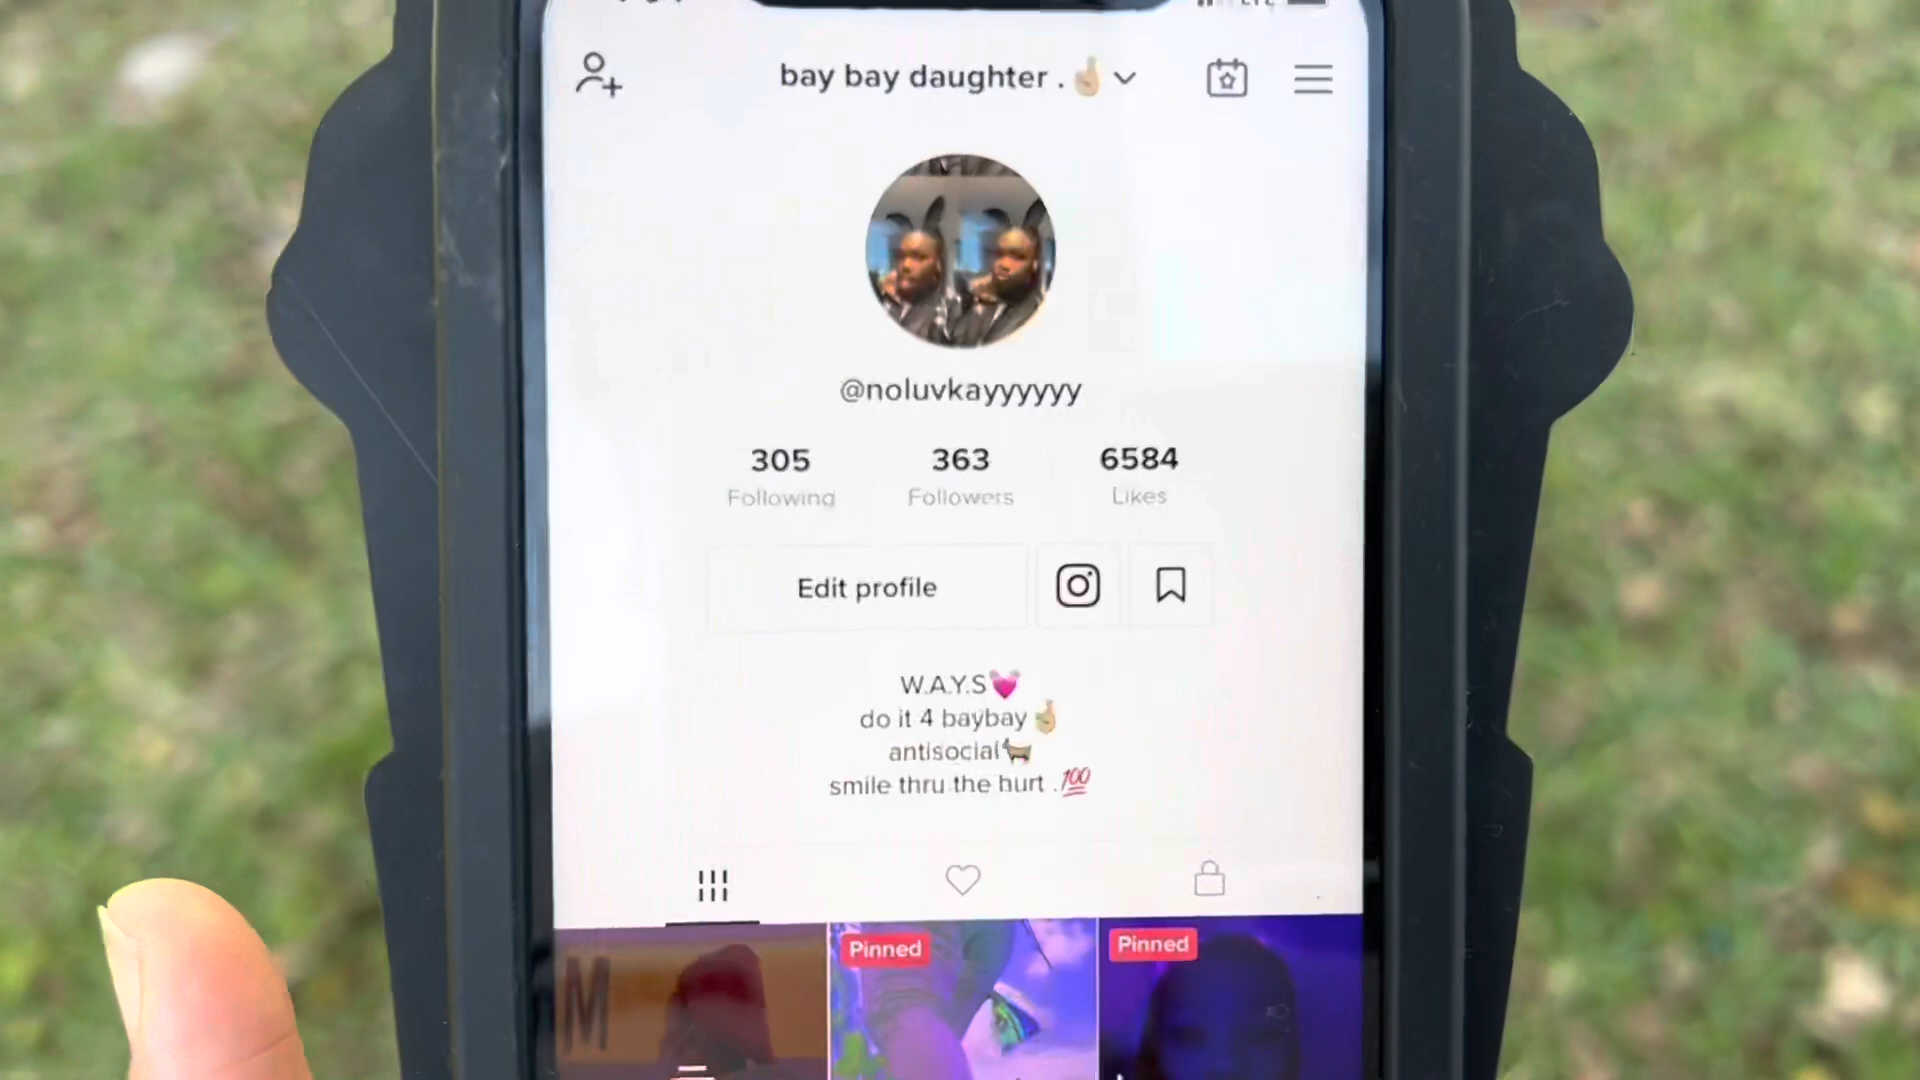 bay bay daughter . 🤞🏼
@noluvkayyyyyy
305 363 6584
Following Followers Likes
Edit profile
W.A.Y.S💓
do it 4 baybay🤞🏼
antisocial🐐
smile thru the hurt .💯
Pinned Pinned
M